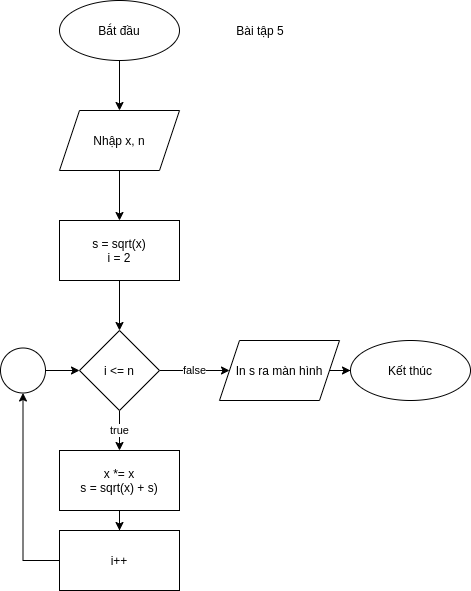 Bắt đầu
Bài tập 5
Nhập x, n
s = sqrt(x)
i = 2
i <= n
false
In s ra màn hình
Kết thúc
true
x *= x
s = sqrt(x) + s)
i++